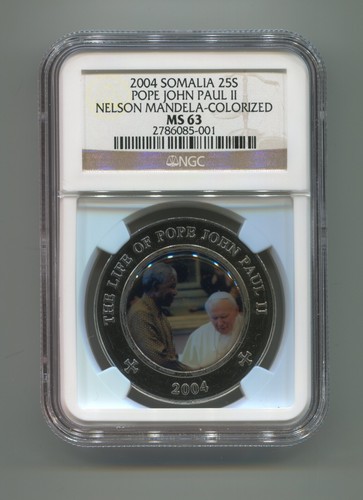 2004 SOMALIA 25S
POPE JOHN PAUL II
NELSON MANDELA-COLORIZED
MS 63
2786085-001
NGC
THE LIFE OF POPE JOHN PAUL II
2004